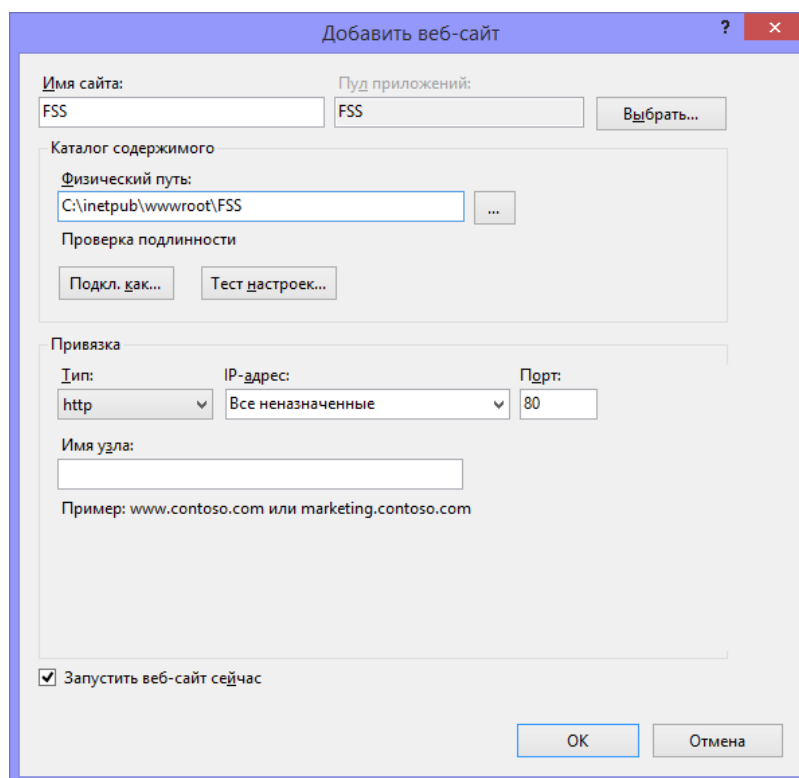 Добавить веб-сайт
?
×
Имя сайта:
Пул приложений:
FSS
FSS
Выбрать...
Каталог содержимого
Физический путь:
C:\inetpub\wwwroot\FSS
...
Проверка подлинности
Подкл. как...
Тест настроек...
Привязка
Тип:
IP-адрес:
Порт:
http
Все неназначенные
80
Имя узла:
Пример: www.contoso.com или marketing.contoso.com
Запустить веб-сайт сейчас
ОК
Отмена